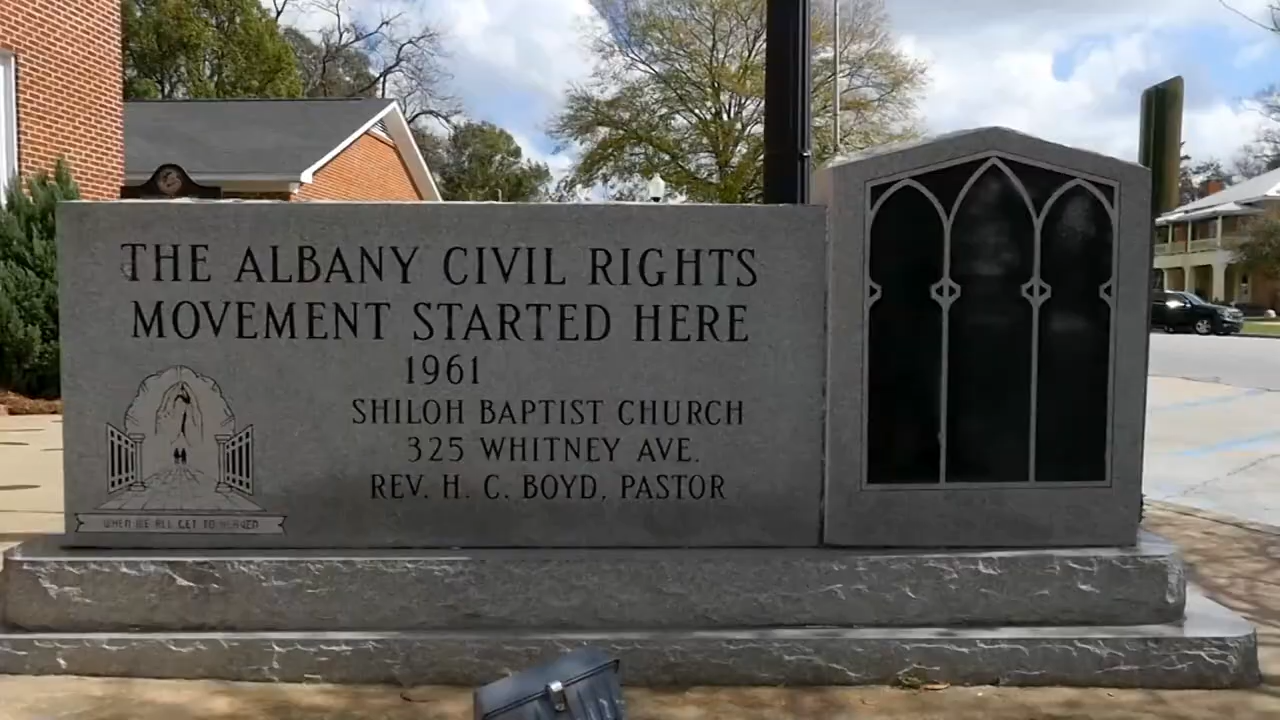 THE ALBANY CIVIL RIGHTS
MOVEMENT STARTED HERE
1961
SHILOH BAPTIST CHURCH
325 WHITNEY AVE.
REV. H. C. BOYD, PASTOR
WHEN WE ALL GET TO HEAVEN